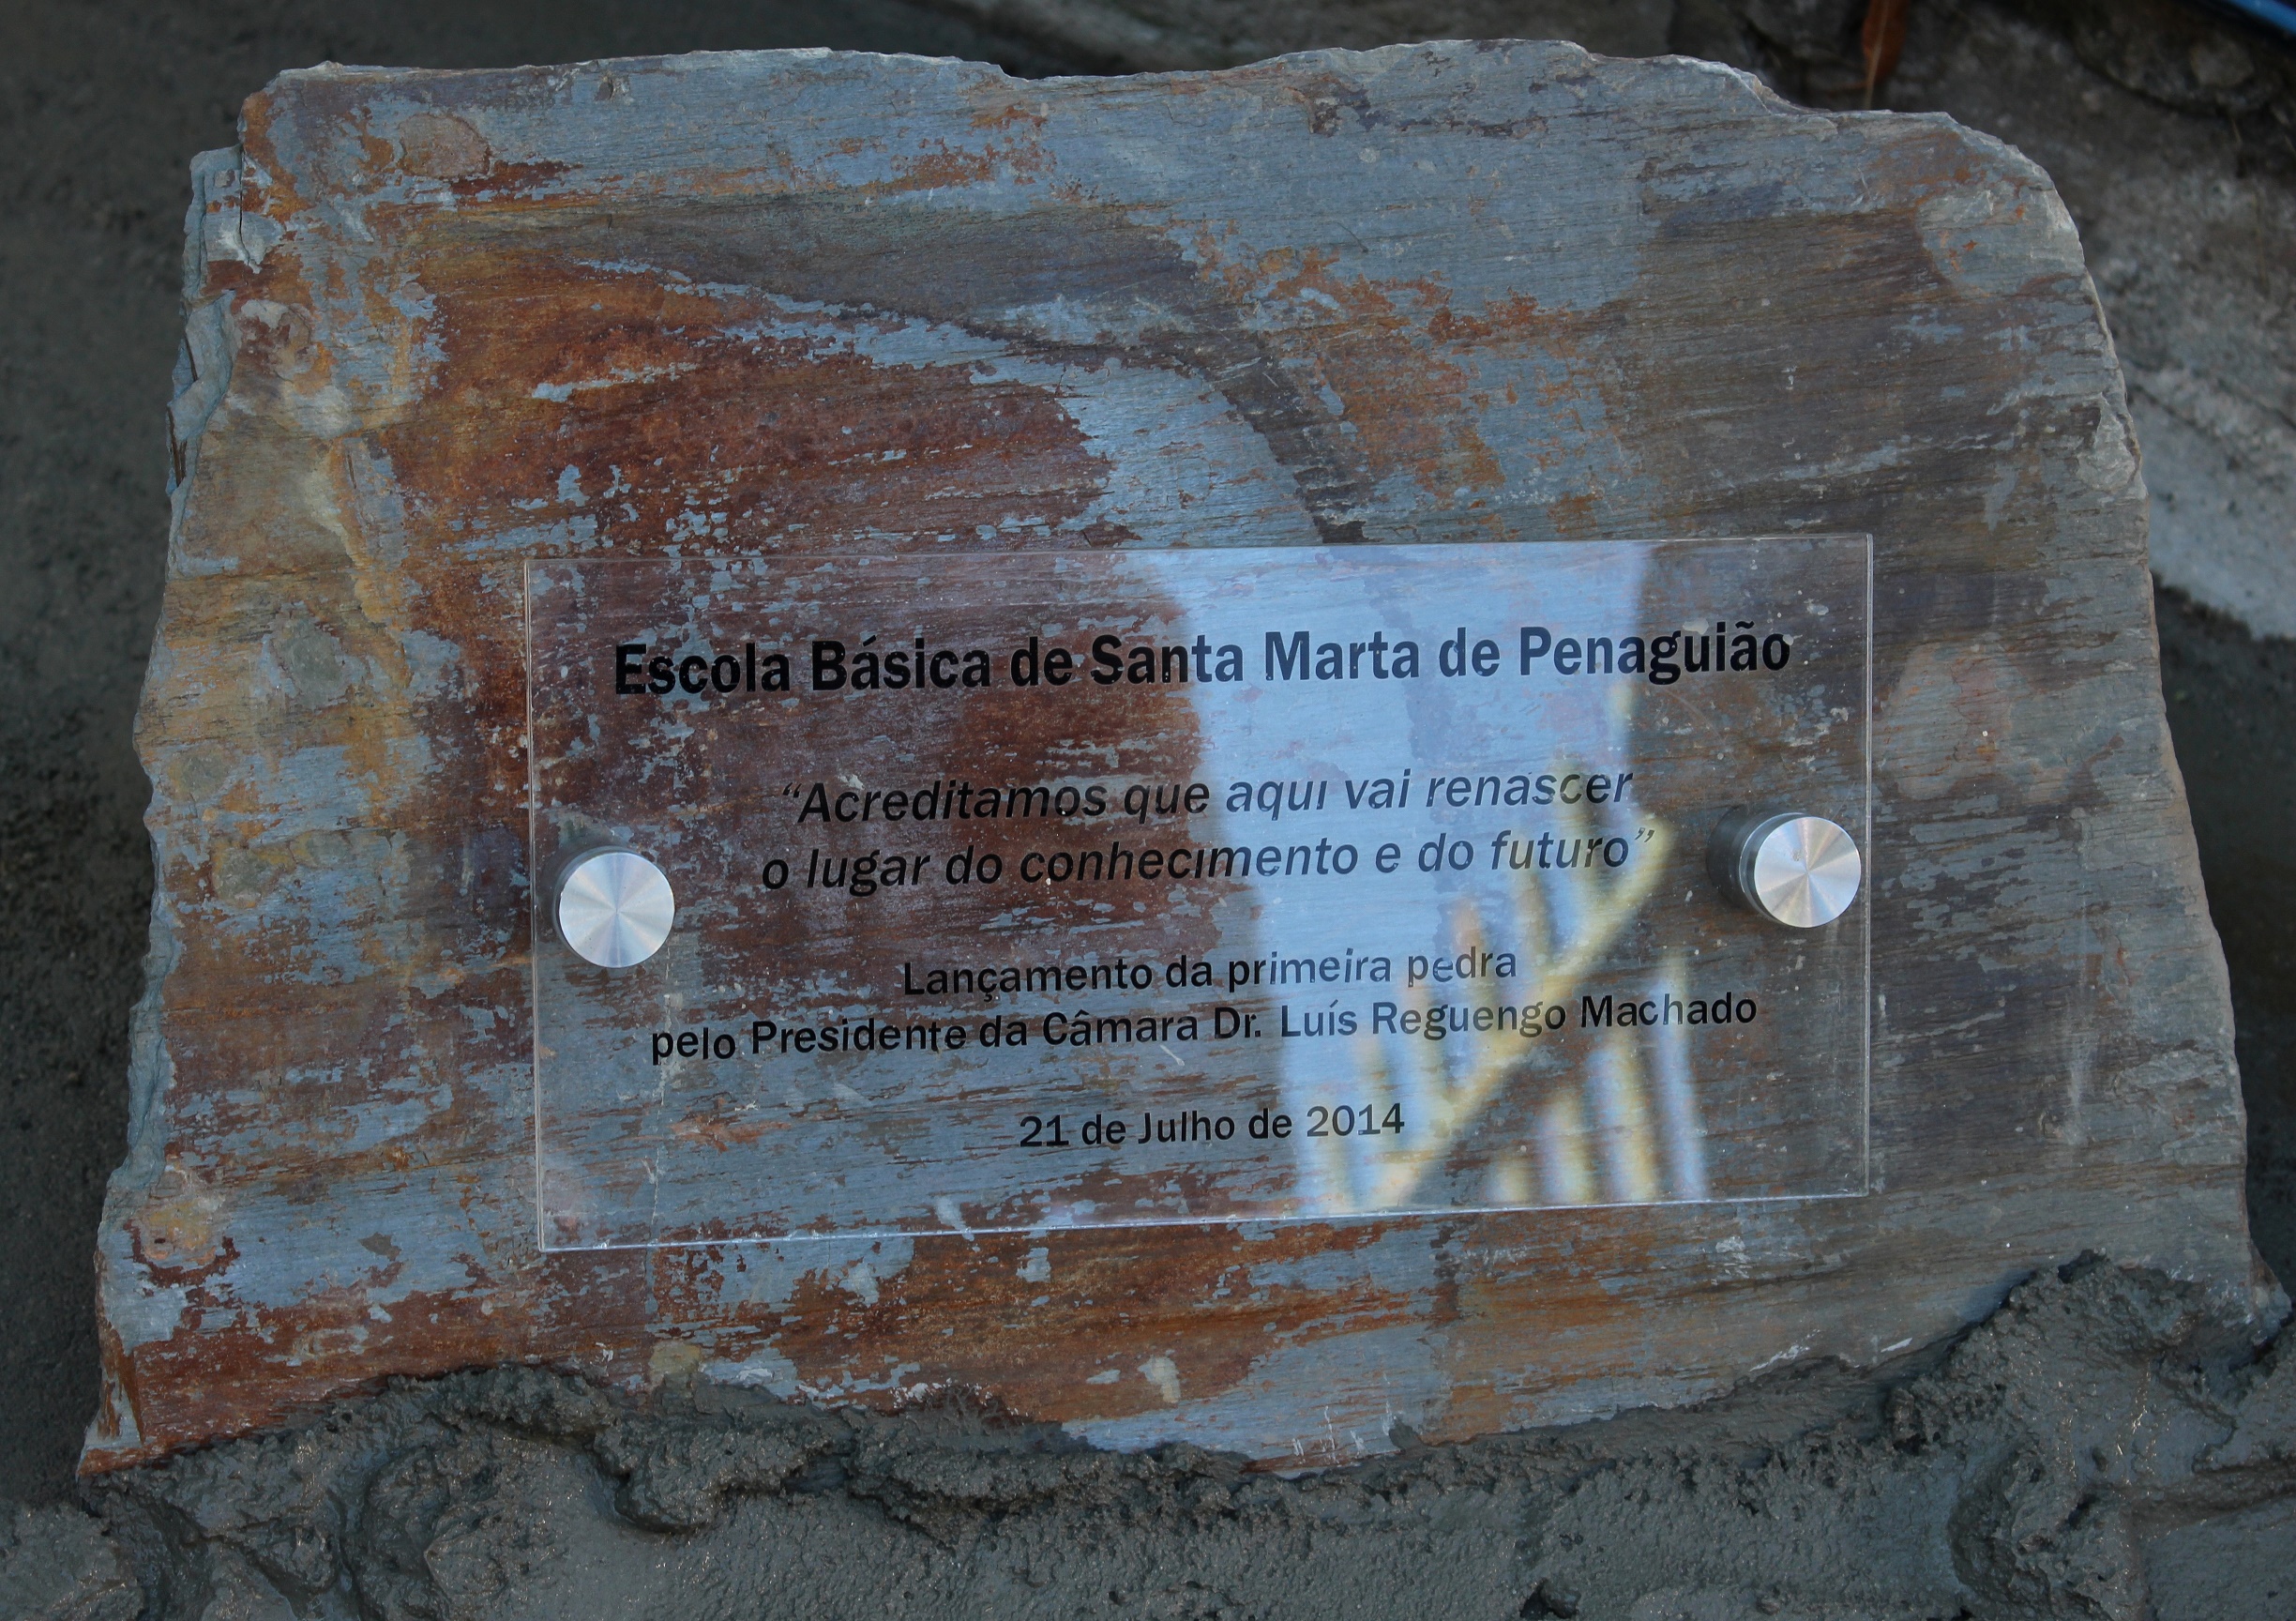 Escola Básica de Santa Marta de Penaguião
“Acreditamos que aqui vai renascer
o lugar do conhecimento e do futuro”
Lançamento da primeira pedra
pelo Presidente da Câmara Dr. Luís Reguengo Machado
21 de Julho de 2014